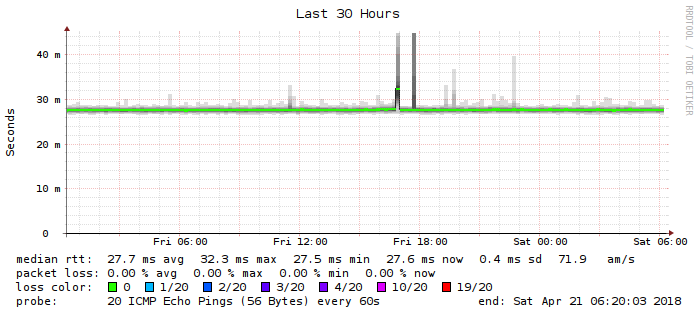 Last 30 Hours
RRDTOOL / TOBI OETIKER
Seconds
40 m
30 m
20 m
10 m
0
Fri 06:00 Fri 12:00 Fri 18:00 Sat 00:00 Sat 06:00
median rtt: 27.7 ms avg 32.3 ms max 27.5 ms min 27.6 ms now 0.4 ms sd 71.9 am/s
packet loss: 0.00 % avg 0.00 % max 0.00 % min 0.00 % now
loss color: 0 1/20 2/20 3/20 4/20 10/20 19/20
probe: 20 ICMP Echo Pings (56 Bytes) every 60s end: Sat Apr 21 06:20:03 2018